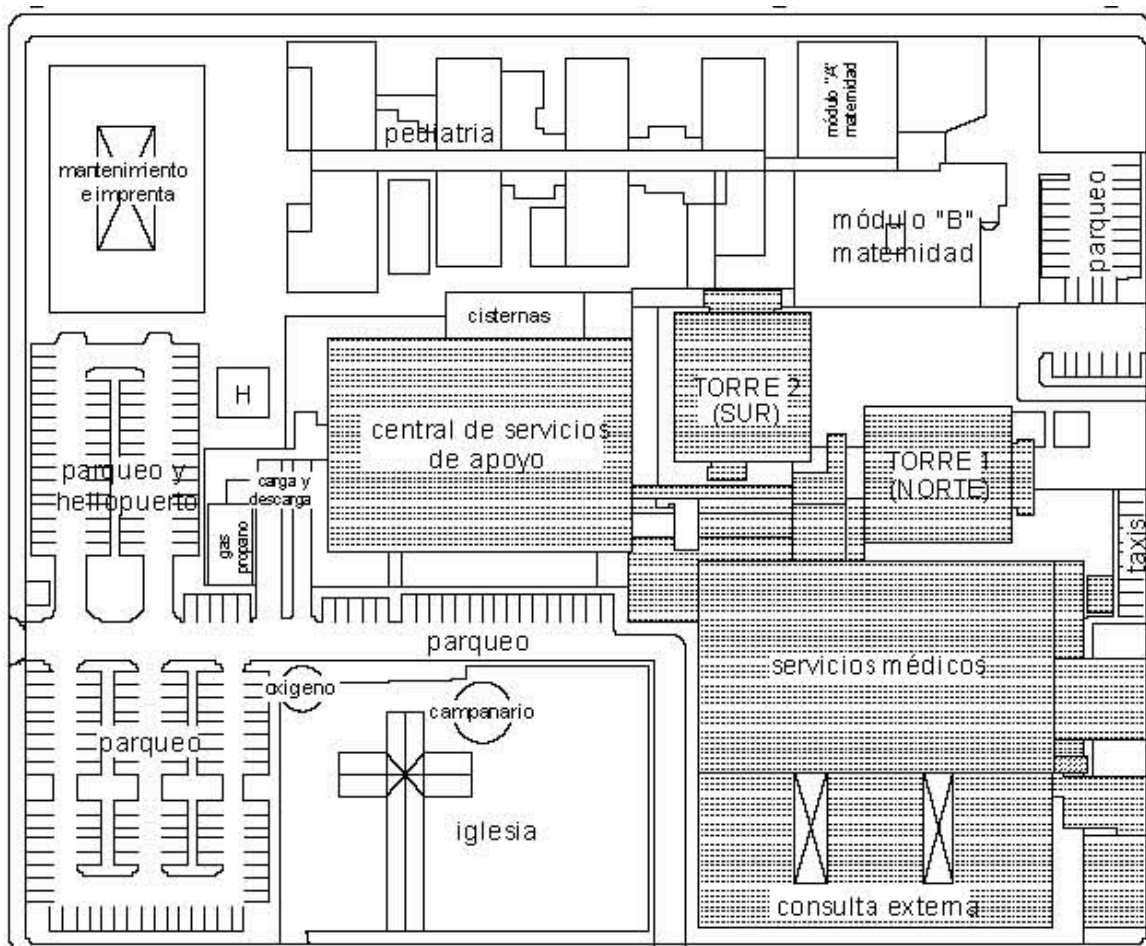 módulo "A"
maternidad
pediatria
mantenimiento
e imprenta
módulo "B"
maternidad
parqueo
cisternas
H
TORRE 2
(SUR)
central de servicios
de apoyo
TORRE 1
(NORTE)
parqueo y
heliopuerto
carga y
descarga
gas
propano
taxis
parqueo
servicios médicos
oxigeno
campanario
parqueo
iglesia
consulta externa